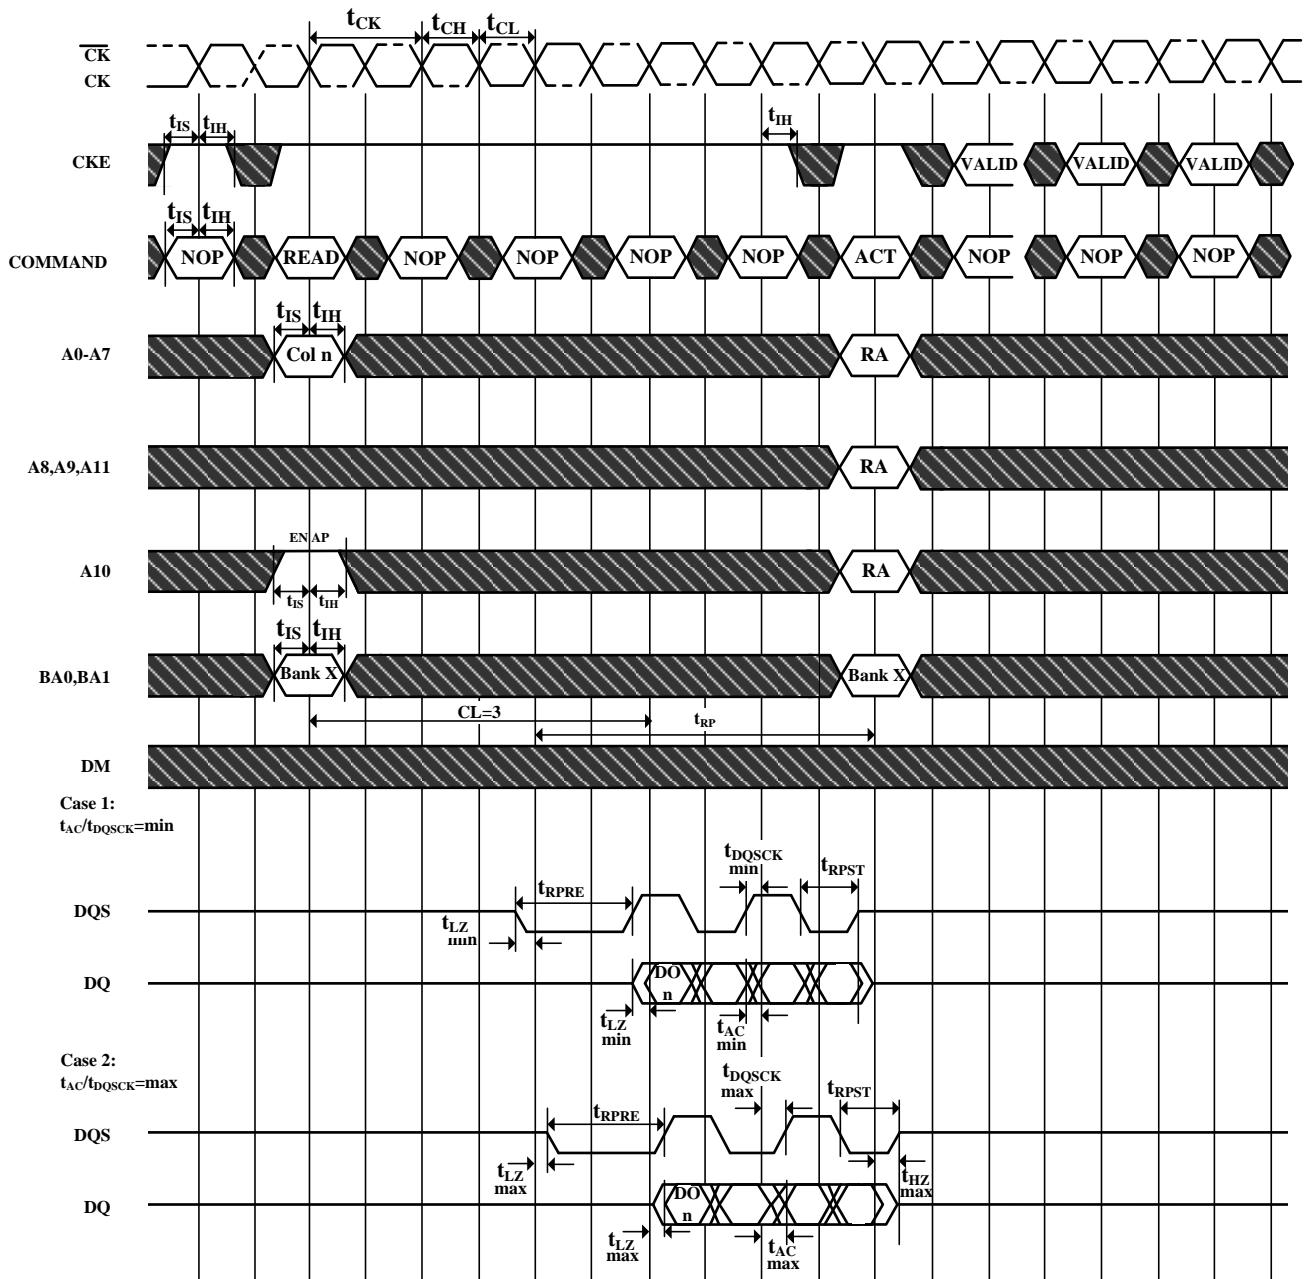 tCK tCH tCL
CK
CK
tIS tIH tIH
CKE VALID VALID VALID
tIS tIH
COMMAND NOP READ NOP NOP NOP NOP ACT NOP NOP NOP
tIS tIH
A0-A7 Col n RA
A8,A9,A11 RA
EN AP
A10 RA
tIS tIH
tIS tIH
BA0,BA1 Bank X Bank X
CL=3 tRP
DM
Case 1:
tAC/tDQSCK=min
tDQSCK
min
tRPST
tRPRE
DQS
tLZ
min
DQ DO
n
tLZ
min
tAC
min
Case 2:
tAC/tDQSCK=max
tDQSCK
max
tRPST
tRPRE
DQS
tLZ
max
tHZ
max
DQ DO
n
tLZ
max
tAC
max